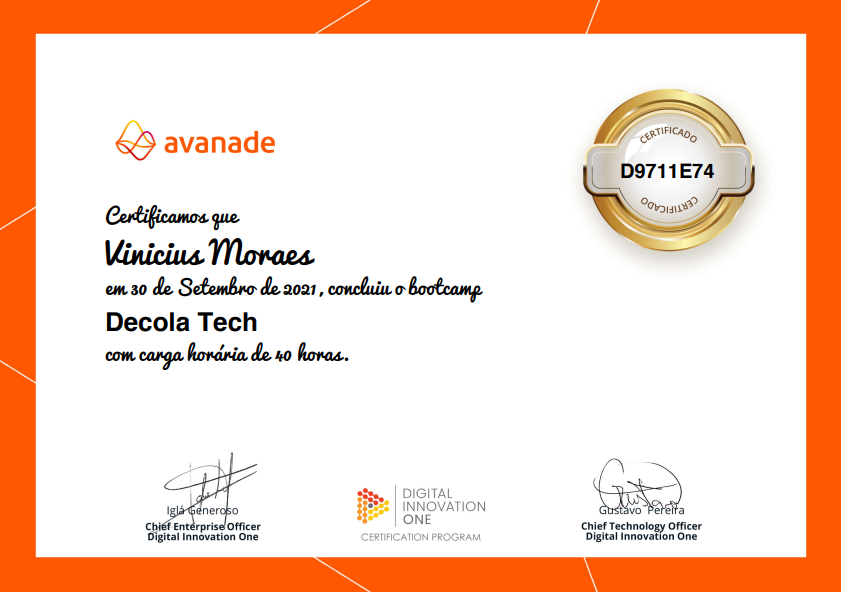 avanade
CERTIFICADO
D9711E74
CERTIFICADO
Certificamos que
Vinicius Moraes
em 30 de Setembro de 2021, concluiu o bootcamp
Decola Tech
com carga horária de 40 horas.
Iglá Generoso
Chief Enterprise Officer
Digital Innovation One
DIGITAL
INNOVATION
ONE
CERTIFICATION PROGRAM
Gustavo Pereira
Chief Technology Officer
Digital Innovation One